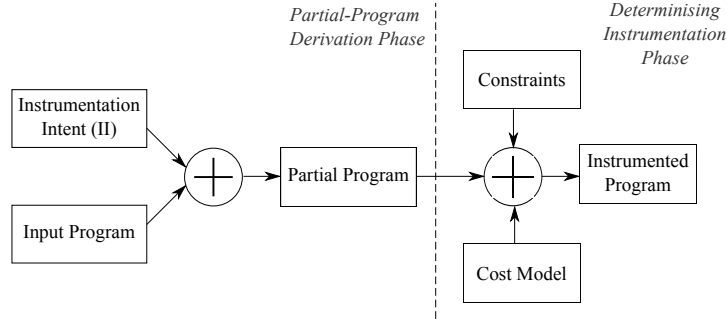 Partial-Program
Derivation Phase
Determinising
Instrumentation
Phase
Constraints
Instrumentation
Intent (II)
Partial Program
Instrumented
Program
Input Program
Cost Model